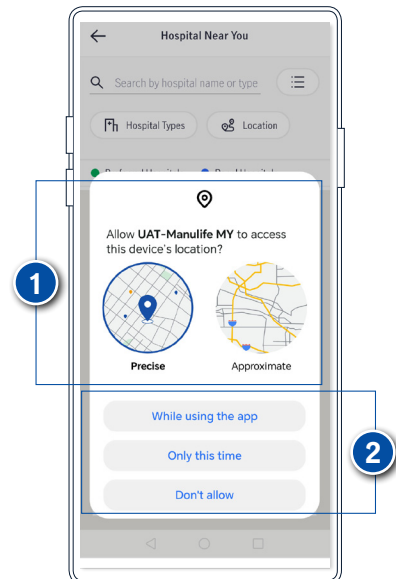 Hospital Near You
Search by hospital name or type
Hospital Types
Location
Allow UAT-Manulife MY to access
this device's location?
1
Precise
Approximate
While using the app
Only this time
2
Don't allow